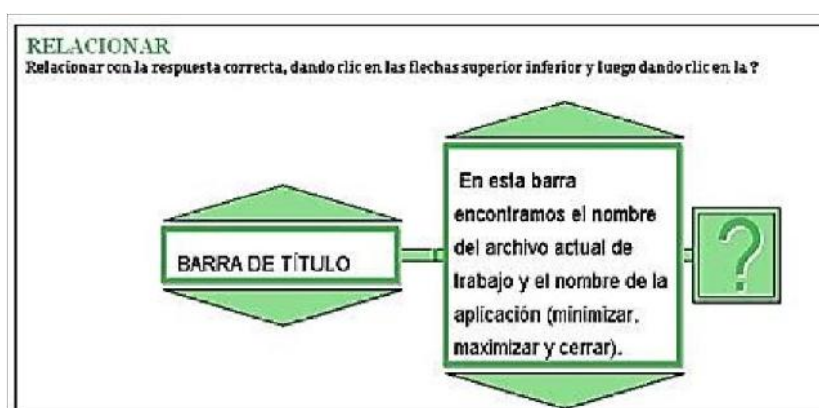 RELACIONAR
Relacionar con la respuesta correcta, dando clic en las flechas superior inferior y luego dando clic en la ?
BARRA DE TÍTULO
En esta barra
encontramos el nombre
del archivo actual de
trabajo y el nombre de la
aplicación (minimizar,
maximizar y cerrar).
?